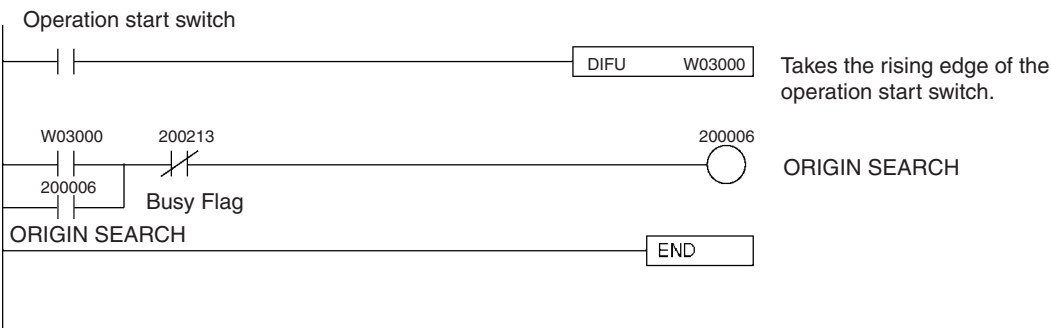 Operation start switch
DIFU W03000
Takes the rising edge of the
operation start switch.
W03000 200213 200006
ORIGIN SEARCH
200006
Busy Flag
ORIGIN SEARCH
END